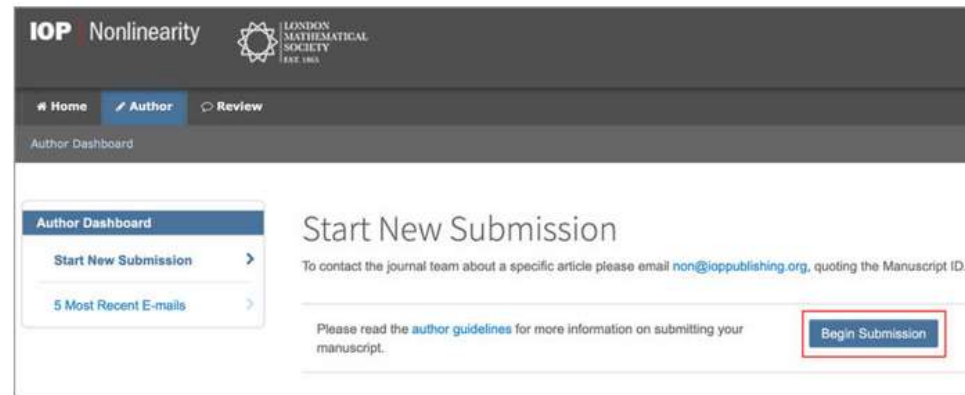 IOP Nonlinearity
LONDON
MATHEMATICAL
SOCIETY
EST. 1865
Home Author Review
Author Dashboard
Author Dashboard
Start New Submission
5 Most Recent E-mails
Start New Submission
To contact the journal team about a specific article please email non@ioppublishing.org, quoting the Manuscript ID.
Please read the author guidelines for more information on submitting your
manuscript.
Begin Submission